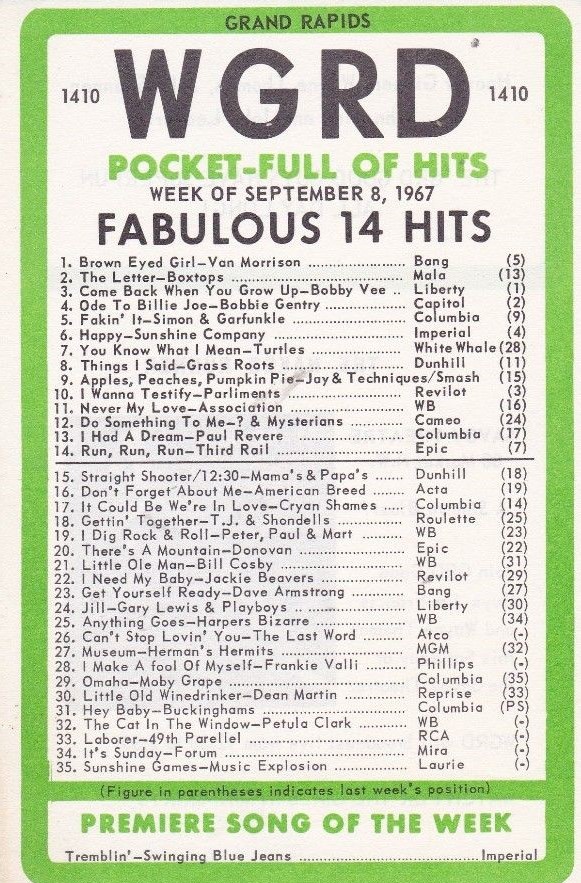 GRAND RAPIDS
1410 WGRD 1410
POCKET-FULL OF HITS
WEEK OF SEPTEMBER 8, 1967
FABULOUS 14 HITS
1. Brown Eyed Girl—Van Morrison ........ Bang (5)
2. The Letter—Boxtops ........ Mala (13)
3. Come Back When You Grow Up—Bobby Vee .. Liberty (1)
4. Ode To Billie Joe—Bobbie Gentry ........ Capitol (2)
5. Fakin' It—Simon & Garfunkle ........ Columbia (9)
6. Happy—Sunshine Company ........ Imperial (4)
7. You Know What I Mean—Turtles ........ White Whale (28)
8. Things I Said—Grass Roots ........ Dunhill (11)
9. Apples, Peaches, Pumpkin Pie—Jay & Techniques/Smash (15)
10. I Wanna Testify—Parliments ........ Revilot (3)
11. Never My Love—Association ........ WB (16)
12. Do Something To Me—? & Mysterians ........ Cameo (24)
13. I Had A Dream—Paul Revere ........ Columbia (17)
14. Run, Run, Run—Third Rail ........ Epic (7)
15. Straight Shooter/12:30—Mama's & Papa's ...... Dunhill (18)
16. Don't Forget About Me—American Breed ...... Acta (19)
17. It Could Be We're In Love—Cryan Shames .... Columbia (14)
18. Gettin' Together—T.J. & Shondells ........ Roulette (25)
19. I Dig Rock & Roll—Peter, Paul & Mart ........ WB (23)
20. There's A Mountain—Donovan ........ Epic (22)
21. Little Ole Man—Bill Cosby ........ WB (31)
22. I Need My Baby—Jackie Beavers ........ Revilot (29)
23. Get Yourself Ready—Dave Armstrong ........ Bang (27)
24. Jill—Gary Lewis & Playboys ........ Liberty (30)
25. Anything Goes—Harpers Bizarre ........ WB (34)
26. Can't Stop Lovin' You—The Last Word ........ Atco (-)
27. Museum—Herman's Hermits ........ MGM (32)
28. I Make A fool Of Myself—Frankie Valli ........ Phillips (-)
29. Omaha—Moby Grape ........ Columbia (35)
30. Little Old Winedrinker—Dean Martin ........ Reprise (33)
31. Hey Baby—Buckinghams ........ Columbia (PS)
32. The Cat In The Window—Petula Clark ........ WB (-)
33. Laborer—49th Parellel ........ RCA (-)
34. It's Sunday—Forum ........ Mira (-)
35. Sunshine Games—Music Explosion ........ Laurie (-)
(Figure in parentheses indicates last week's position)
PREMIERE SONG OF THE WEEK
Tremblin'—Swinging Blue Jeans ........ Imperial